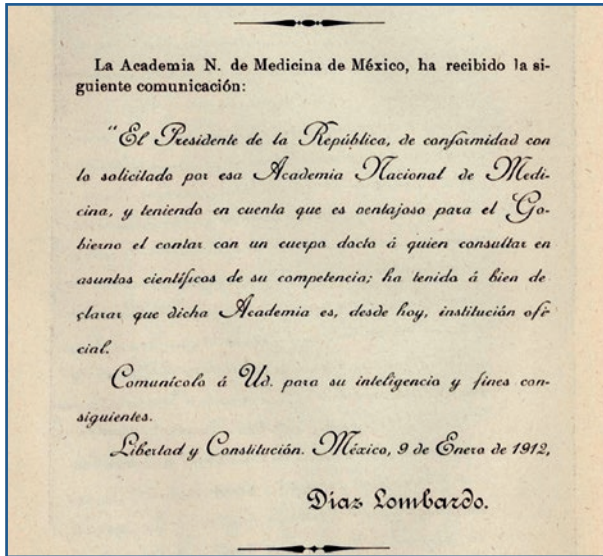 La Academia N. de Medicina de México, ha recibido la si-
guiente comunicación:
"El Presidente de la República, de conformidad con
lo solicitado por esa Academia Nacional de Medi-
cina, y teniendo en cuenta que es ventajoso para el Go-
bierno el contar con un cuerpo docto á quien consultar en
asuntos científicos de su competencia; ha tenido á bien de
clarar que dicha Academia es, desde hoy, institución ofi-
cial.
Comunícolo á Ud. para su inteligencia y fines con-
siguientes.
Libertad y Constitución. México, 9 de Enero de 1912,
Díaz Lombardo.